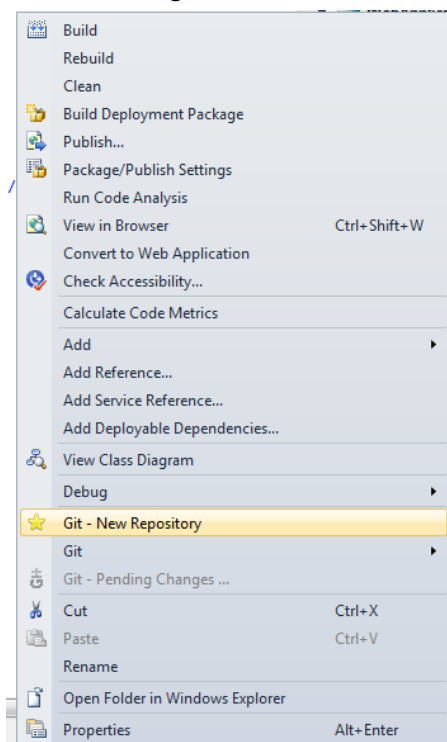 Build
Rebuild
Clean
Build Deployment Package
Publish...
Package/Publish Settings
Run Code Analysis
View in Browser Ctrl+Shift+W
Convert to Web Application
Check Accessibility...
Calculate Code Metrics
Add
Add Reference...
Add Service Reference...
Add Deployable Dependencies...
View Class Diagram
Debug
Git - New Repository
Git
Git - Pending Changes ...
Cut Ctrl+X
Paste Ctrl+V
Rename
Open Folder in Windows Explorer
Properties Alt+Enter